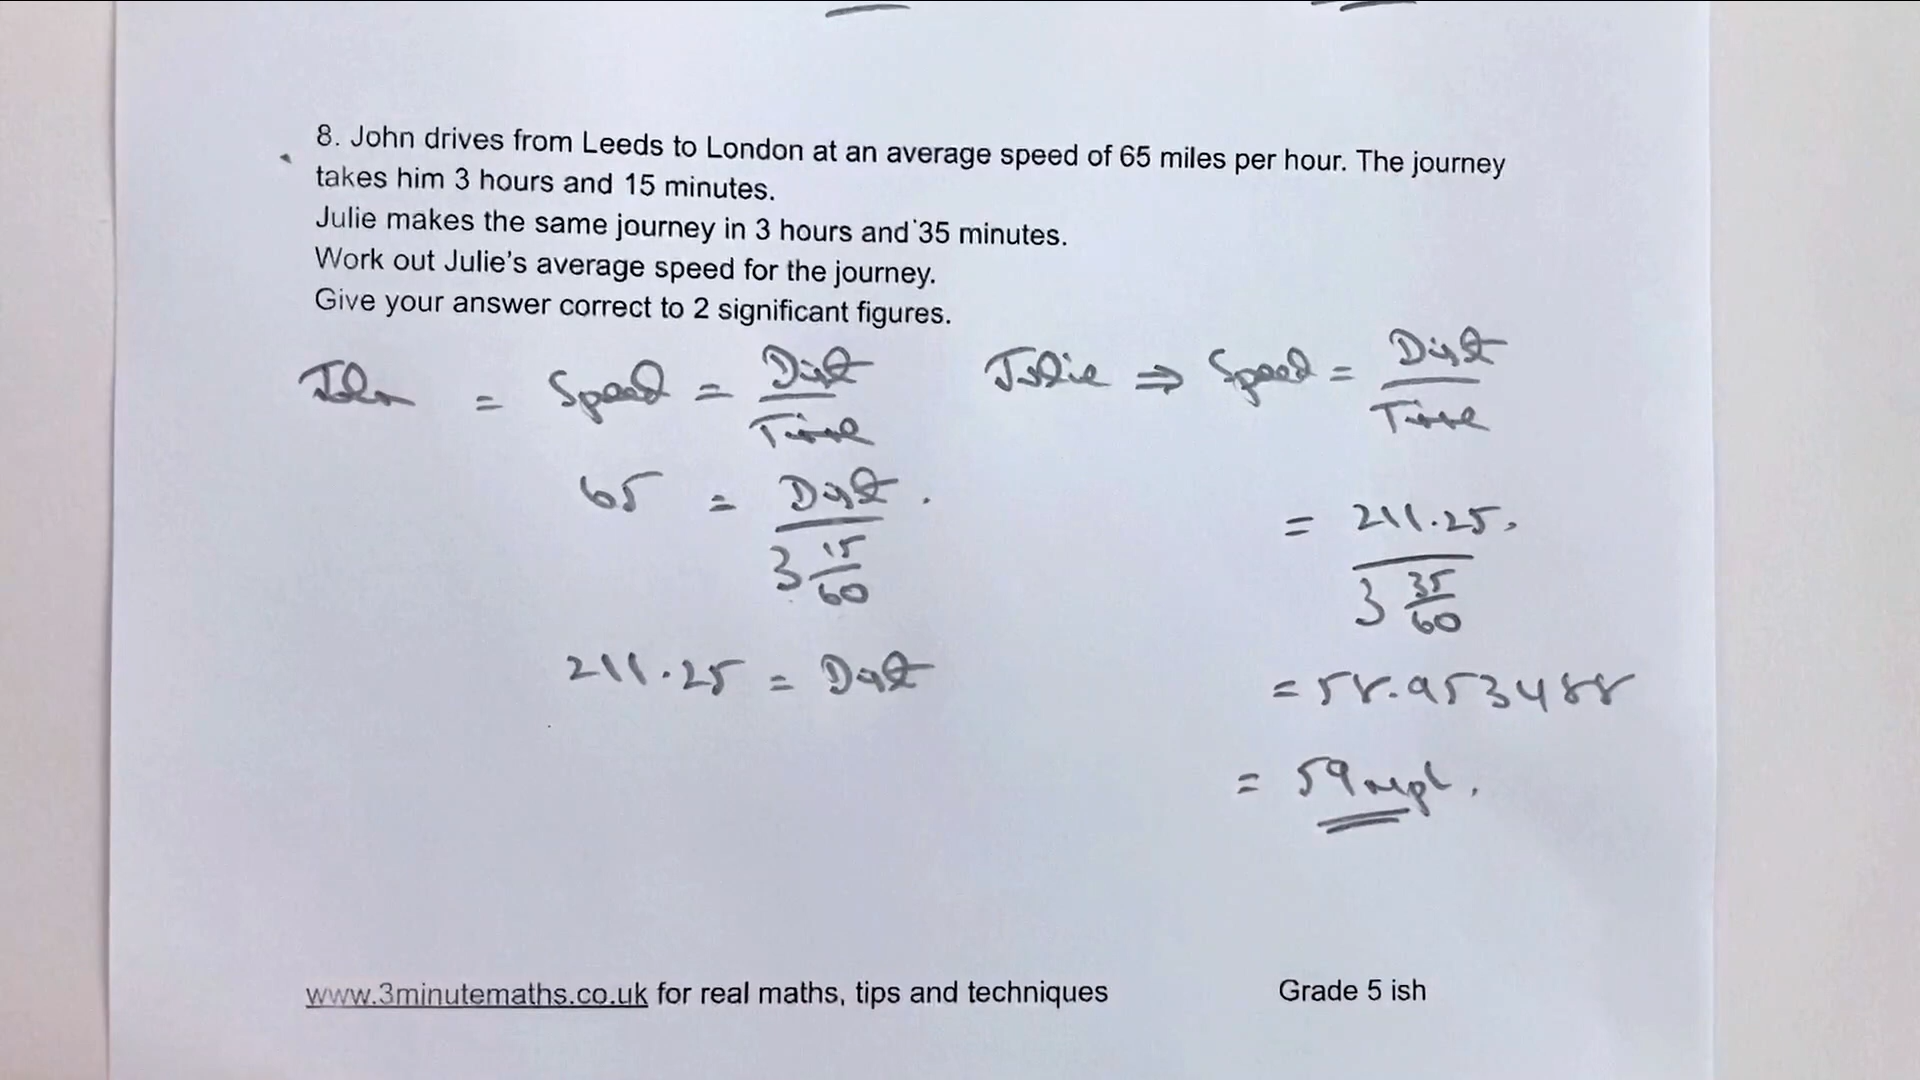 8. John drives from Leeds to London at an average speed of 65 miles per hour. The journey
takes him 3 hours and 15 minutes.
Julie makes the same journey in 3 hours and 35 minutes.
Work out Julie's average speed for the journey.
Give your answer correct to 2 significant figures.
John = Speed = Dist
Time
65 = Dist.
3 15/60
211.25 = Dist
Julie ⇒ Speed = Dist
Time
= 211.25
3 35/60
= 58.953488
= 59mph.
www.3minutemaths.co.uk for real maths, tips and techniques
Grade 5 ish